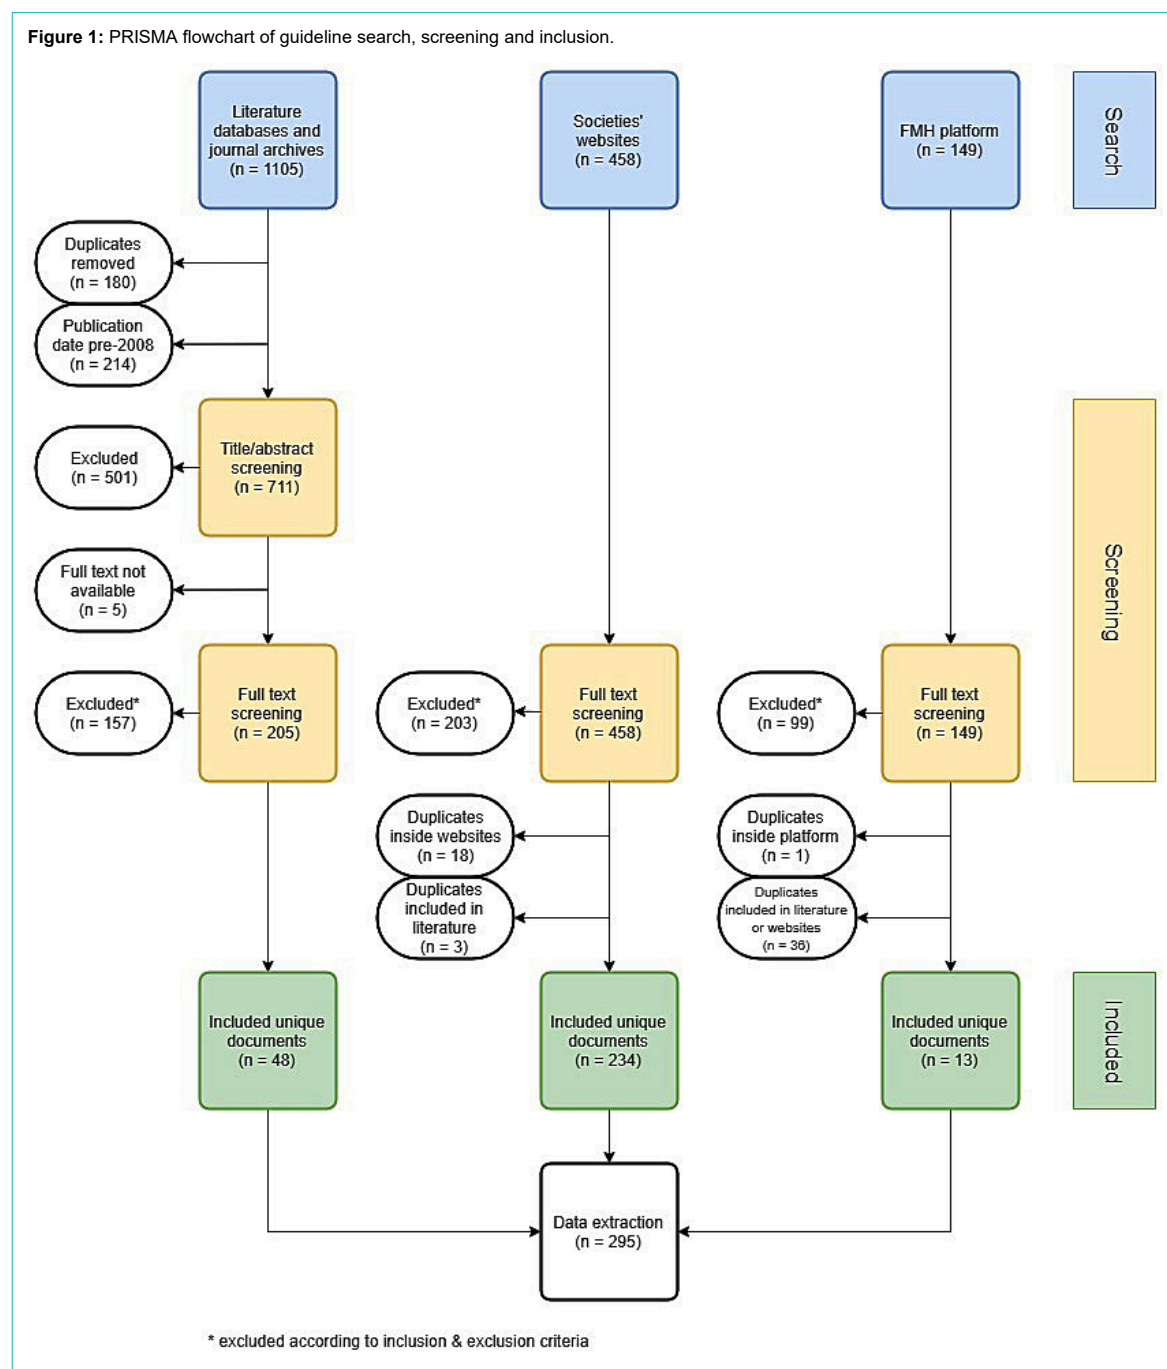 Figure 1: PRISMA flowchart of guideline search, screening and inclusion.
Literature
databases and
journal archives
(n = 1105)
Societies'
websites
(n = 458)
FMH platform
(n = 149)
Search
Duplicates
removed
(n = 180)
Publication
date pre-2008
(n = 214)
Title/abstract
screening
(n = 711)
Excluded
(n = 501)
Full text not
available
(n = 5)
Screening
Excluded*
(n = 157)
Full text
screening
(n = 205)
Excluded*
(n = 203)
Full text
screening
(n = 458)
Excluded*
(n = 99)
Full text
screening
(n = 149)
Duplicates
inside websites
(n = 18)
Duplicates
included in
literature
(n = 3)
Duplicates
inside platform
(n = 1)
Duplicates
included in literature
or websites
(n = 36)
Included unique
documents
(n = 48)
Included unique
documents
(n = 234)
Included unique
documents
(n = 13)
Included
Data extraction
(n = 295)
* excluded according to inclusion & exclusion criteria